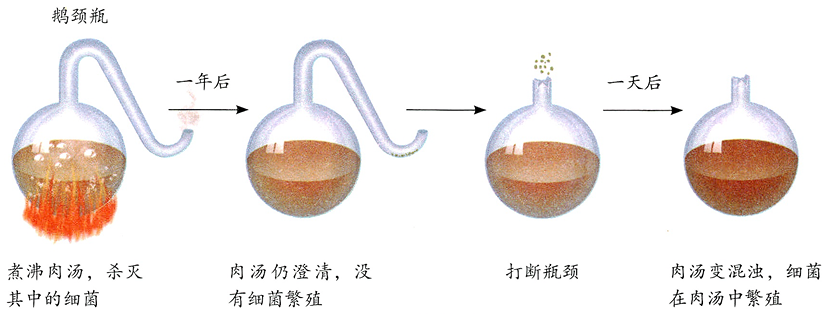 鹅颈瓶
一年后
一天后
煮沸肉汤，杀灭
其中的细菌
肉汤仍澄清，没
有细菌繁殖
打断瓶颈
肉汤变混浊，细菌
在肉汤中繁殖